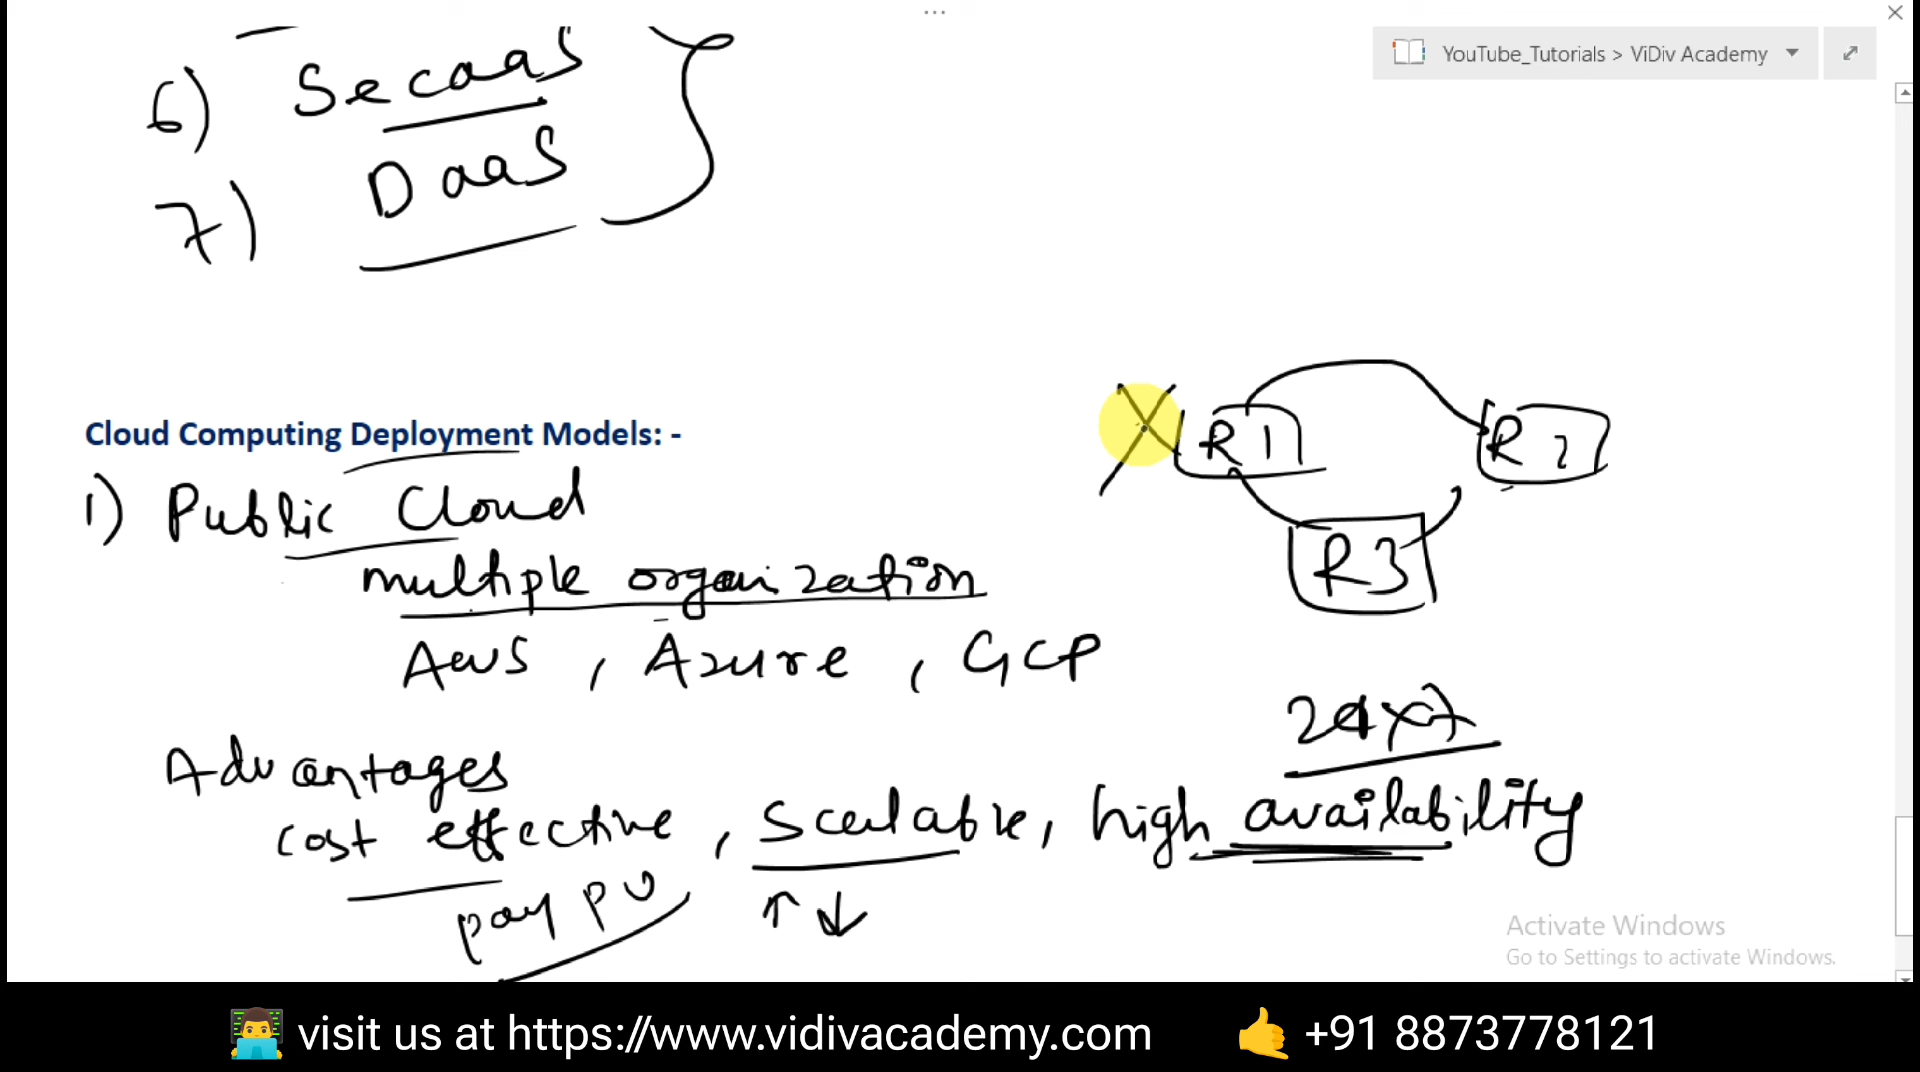 ...
YouTube_Tutorials > ViDiv Academy
6) Secaas
7) Daas
Cloud Computing Deployment Models: -
1) Public Cloud
multiple organization
Aws , Azure , GCP
R1
R2
R3
24x7
Advantages
cost effective , Scalable, high availability
pay PU
↑ ↓
Activate Windows
Go to Settings to activate Windows.
visit us at https://www.vidivacademy.com
+91 8873778121